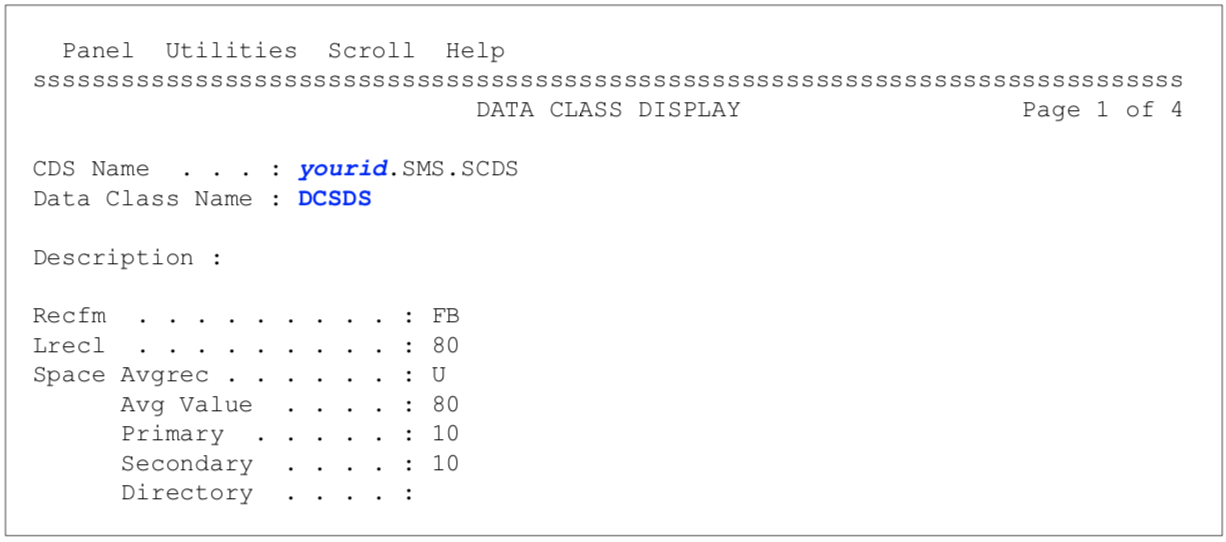 Panel Utilities Scroll Help
ssssssssssssssssssssssssssssssssssssssssssssssssssssssssssssssssssssssssssssss
DATA CLASS DISPLAY Page 1 of 4
CDS Name . . . : yourid.SMS.SCDS
Data Class Name : DCSDS
Description :
Recfm . . . . . . . . . : FB
Lrecl . . . . . . . . . : 80
Space Avgrec . . . . . . : U
Avg Value . . . . : 80
Primary . . . . . : 10
Secondary . . . . : 10
Directory . . . . :